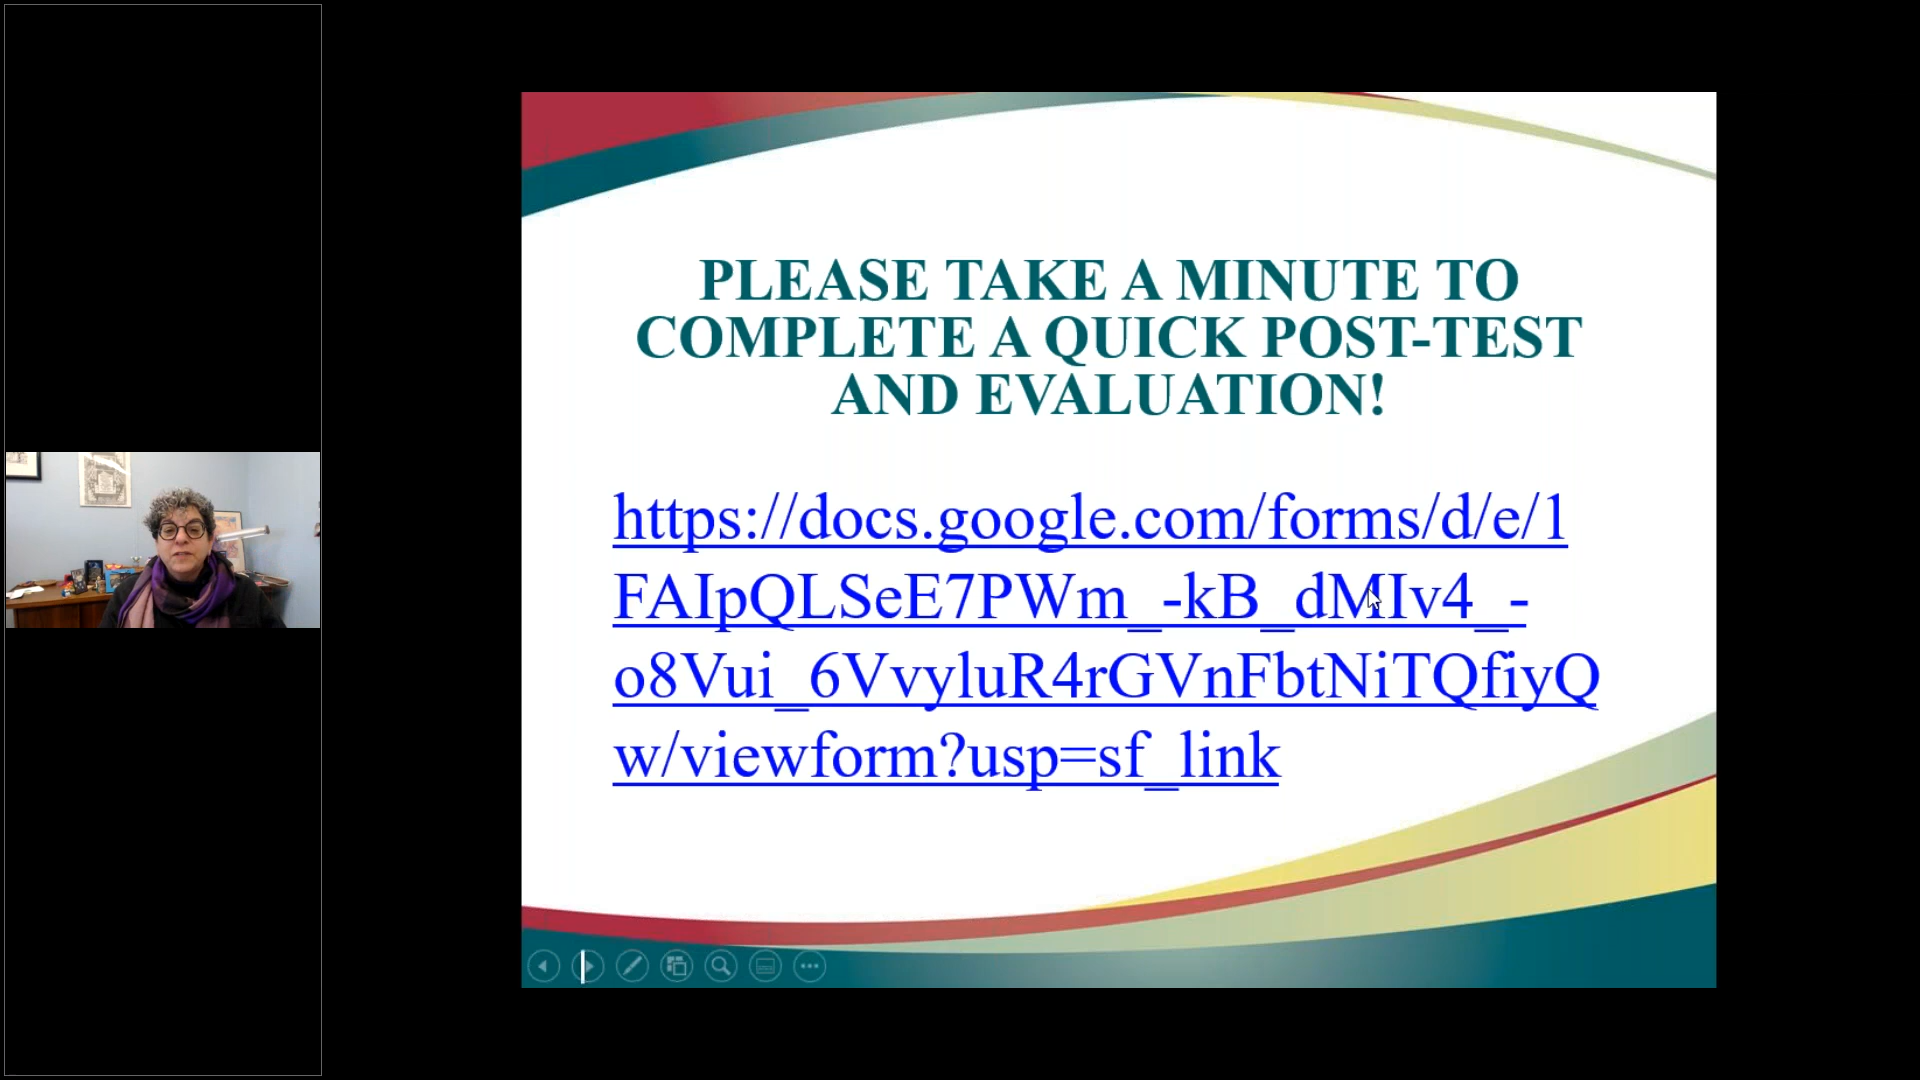 PLEASE TAKE A MINUTE TO
COMPLETE A QUICK POST-TEST
AND EVALUATION!
https://docs.google.com/forms/d/e/1
FAIpQLSeE7PWm_-kB_dMIv4_-
o8Vui_6VvyluR4rGVnFbtNiTQfiyQ
w/viewform?usp=sf_link